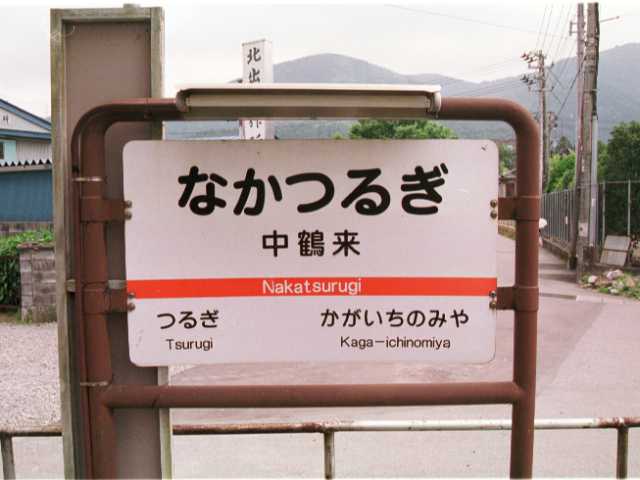 北出
なかつるぎ
中鶴来
Nakatsurugi
つるぎ
かがいちのみや
Tsurugi
Kaga-ichinomiya